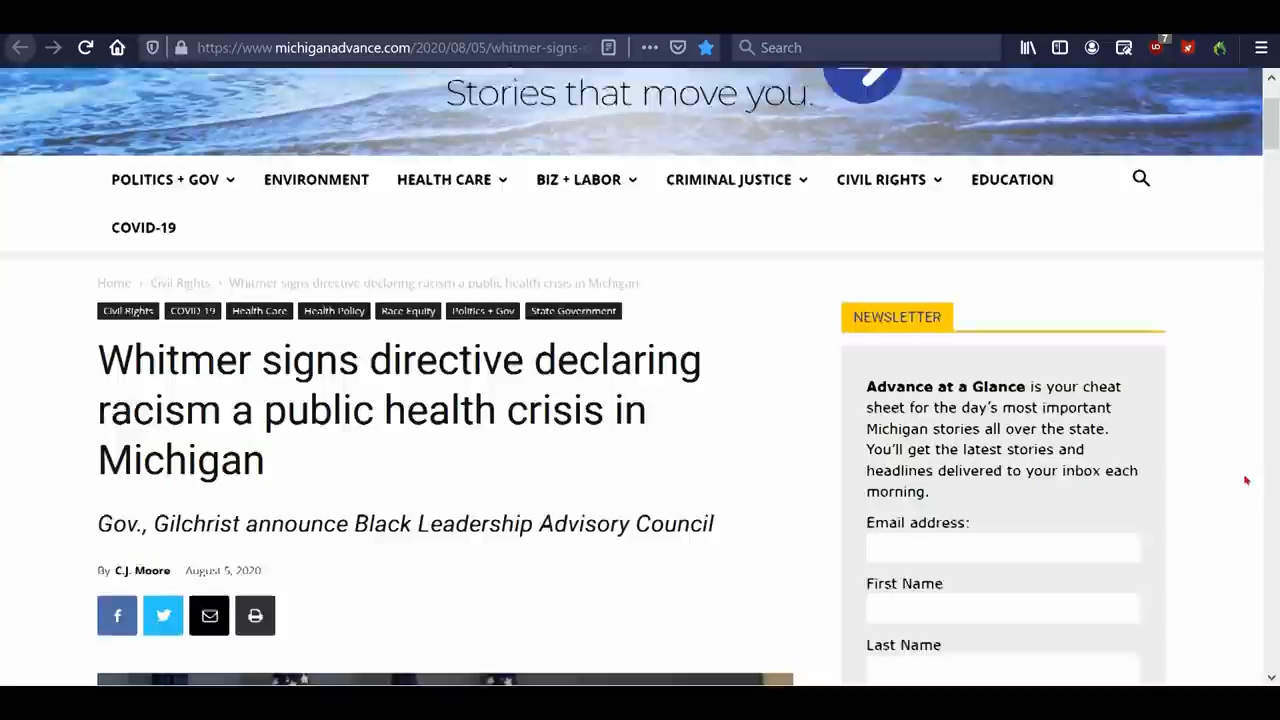 https://www.michiganadvance.com/2020/08/05/whitmer-signs-
Search
7
Stories that move you.
POLITICS + GOV
ENVIRONMENT
HEALTH CARE
BIZ + LABOR
CRIMINAL JUSTICE
CIVIL RIGHTS
EDUCATION
COVID-19
Home › Civil Rights › Whitmer signs directive declaring racism a public health crisis in Michigan
Civil Rights
COVID-19
Health Care
Health Policy
Race Equity
Politics + Gov
State Government
Whitmer signs directive declaring
racism a public health crisis in
Michigan
Gov., Gilchrist announce Black Leadership Advisory Council
By C.J. Moore August 5, 2020
NEWSLETTER
Advance at a Glance is your cheat
sheet for the day's most important
Michigan stories all over the state.
You'll get the latest stories and
headlines delivered to your inbox each
morning.
Email address:
First Name
Last Name